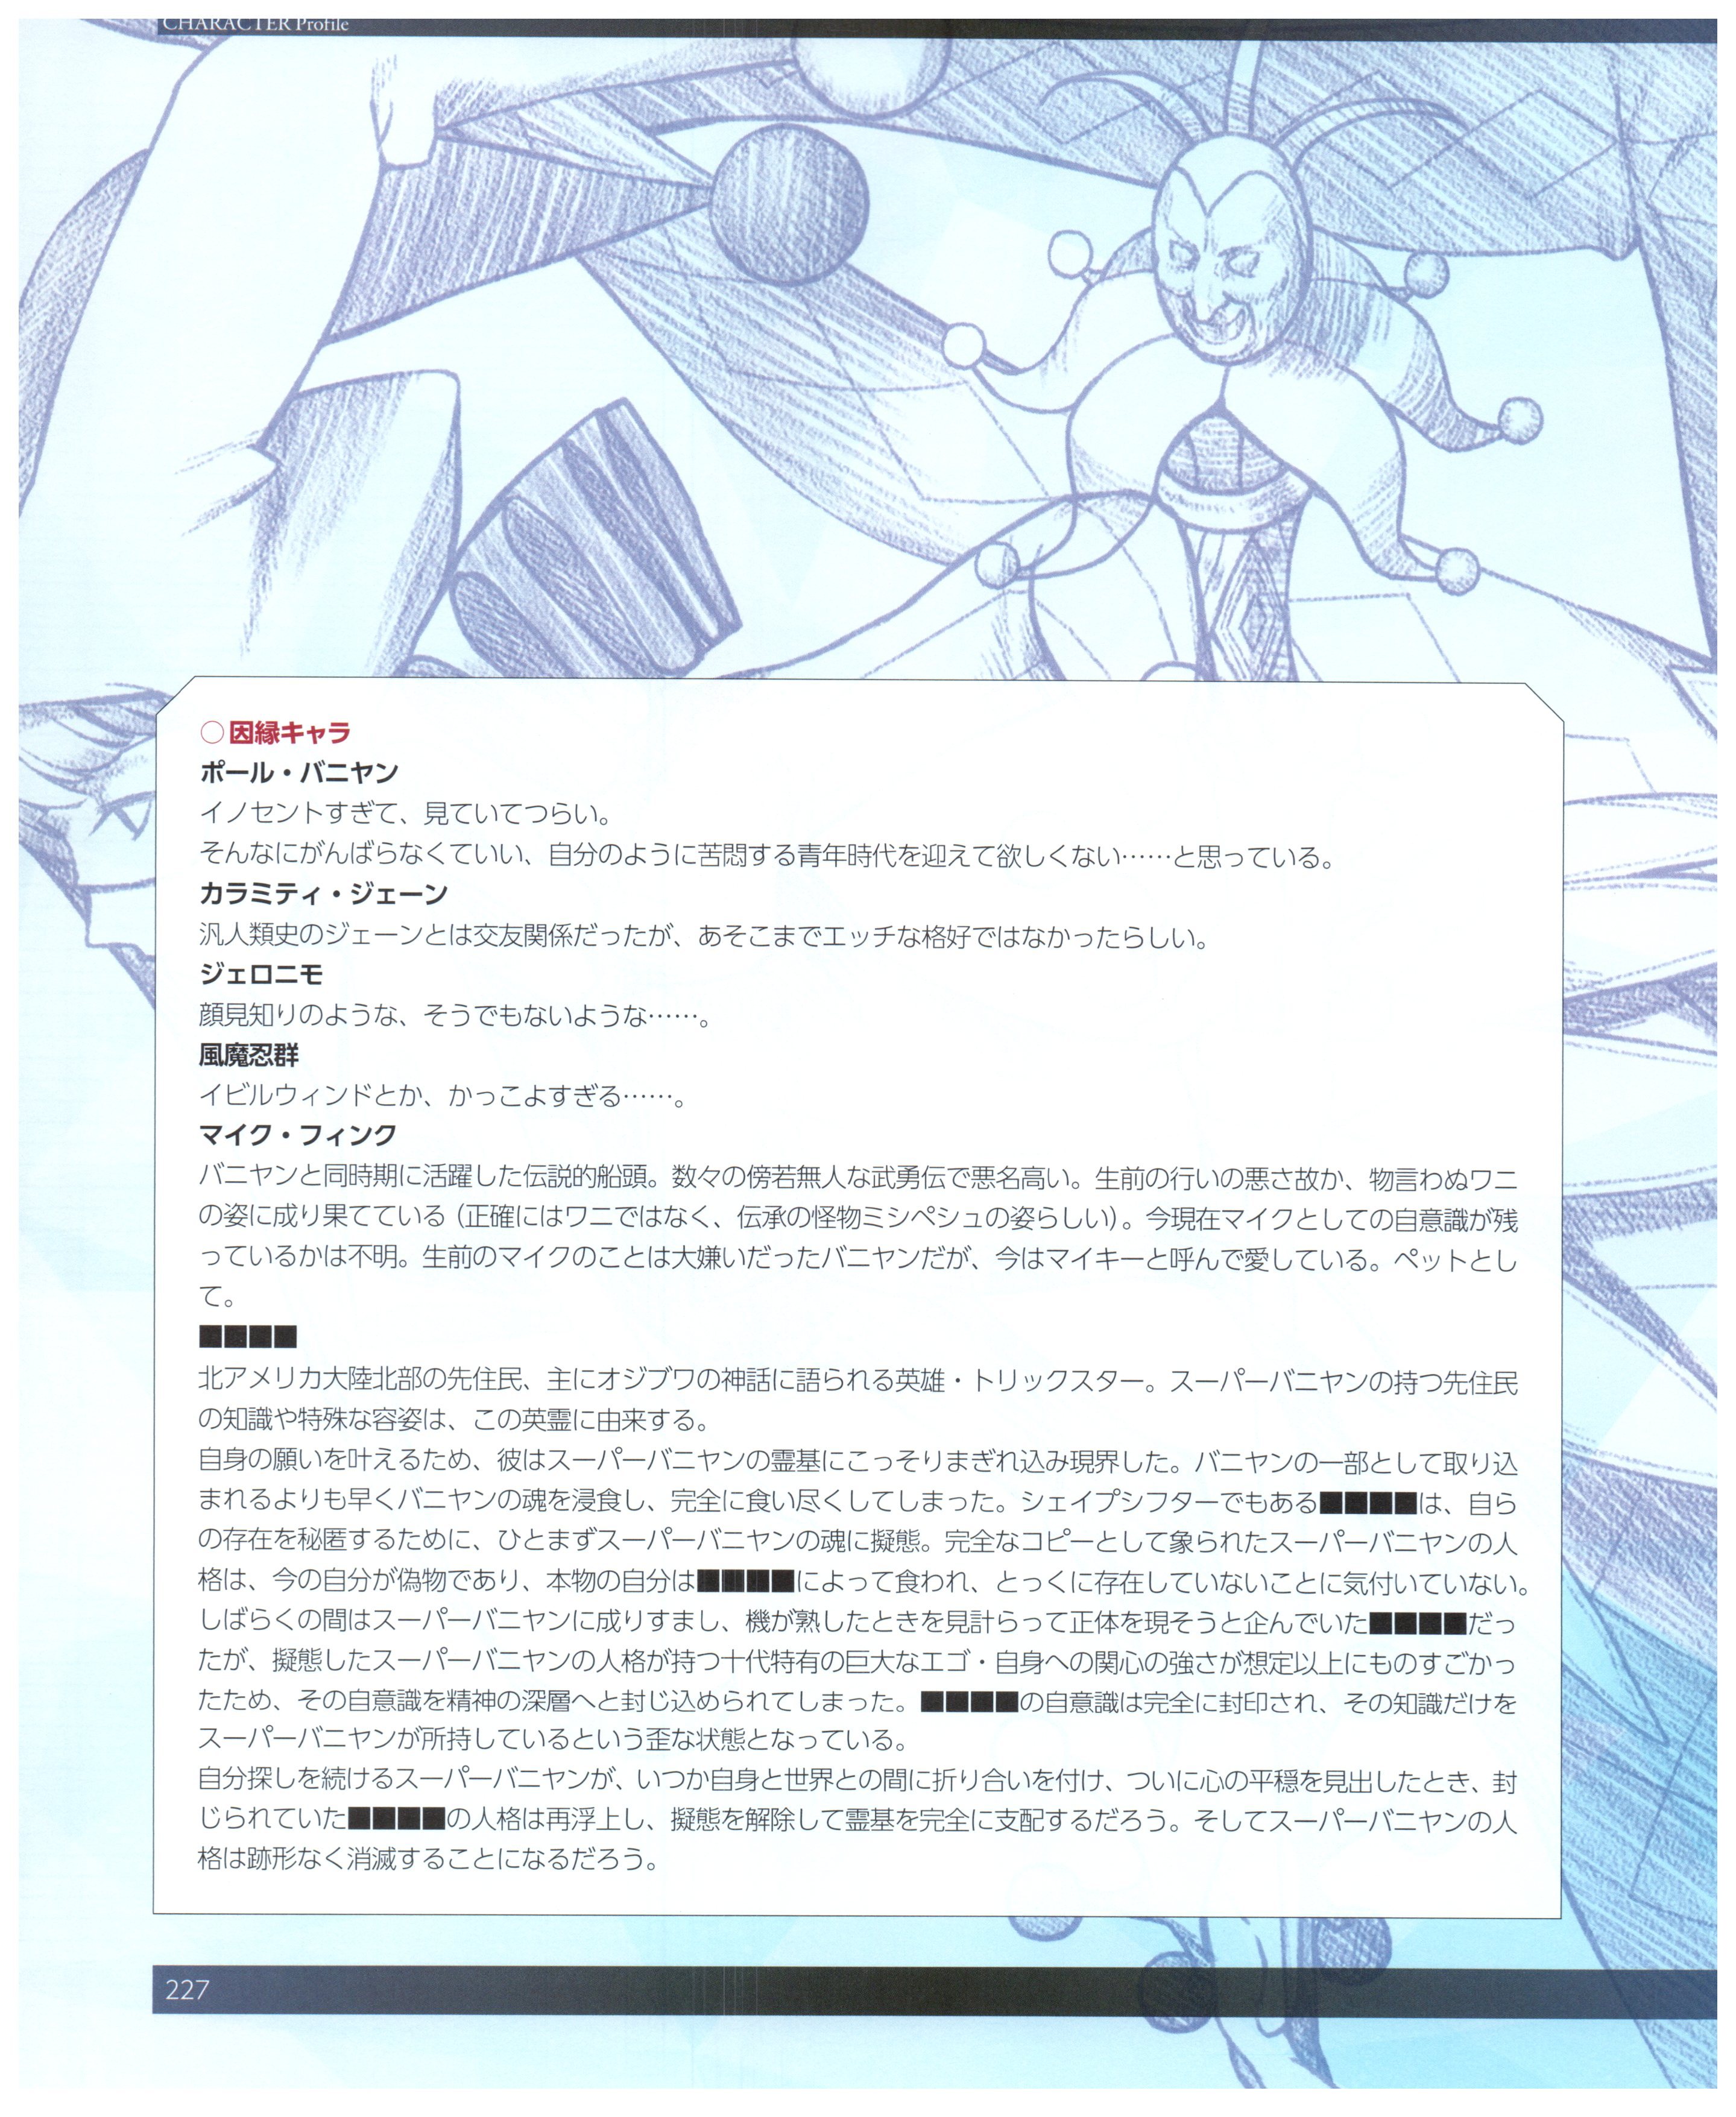 CHARACTER Profile
○因縁キャラ
ポール・バニヤン
イノセントすぎて、見ていてつらい。
そんなにがんばらなくていい、自分のように苦悶する青年時代を迎えて欲しくない……と思っている。
カラミティ・ジェーン
汎人類史のジェーンとは交友関係だったが、あそこまでエッチな格好ではなかったらしい。
ジェロニモ
顔見知りのような、そうでもないような……。
風魔忍群
イビルウィンドとか、かっこよすぎる……。
マイク・フィンク
バニヤンと同時期に活躍した伝説的船頭。数々の傍若無人な武勇伝で悪名高い。生前の行いの悪さ故か、物言わぬワニ
の姿に成り果てている（正確にはワニではなく、伝承の怪物ミシペシュの姿らしい）。今現在マイクとしての自意識が残
っているかは不明。生前のマイクのことは大嫌いだったバニヤンだが、今はマイキーと呼んで愛している。ペットとし
て。
■■■■
北アメリカ大陸北部の先住民、主にオジブワの神話に語られる英雄・トリックスター。スーパーバニヤンの持つ先住民
の知識や特殊な容姿は、この英霊に由来する。
自身の願いを叶えるため、彼はスーパーバニヤンの霊基にこっそりまぎれ込み現界した。バニヤンの一部として取り込
まれるよりも早くバニヤンの魂を浸食し、完全に食い尽くしてしまった。シェイプシフターでもある■■■■は、自ら
の存在を秘匿するために、ひとまずスーパーバニヤンの魂に擬態。完全なコピーとして象られたスーパーバニヤンの人
格は、今の自分が偽物であり、本物の自分は■■■■によって食われ、とっくに存在していないことに気付いていない。
しばらくの間はスーパーバニヤンに成りすまし、機が熟したときを見計らって正体を現そうと企んでいた■■■■だっ
たが、擬態したスーパーバニヤンの人格が持つ十代特有の巨大なエゴ・自身への関心の強さが想定以上にものすごかっ
たため、その自意識を精神の深層へと封じ込められてしまった。■■■■の自意識は完全に封印され、その知識だけを
スーパーバニヤンが所持しているという歪な状態となっている。
自分探しを続けるスーパーバニヤンが、いつか自身と世界との間に折り合いを付け、ついに心の平穏を見出したとき、封
じられていた■■■■の人格は再浮上し、擬態を解除して霊基を完全に支配するだろう。そしてスーパーバニヤンの人
格は跡形なく消滅することになるだろう。
227